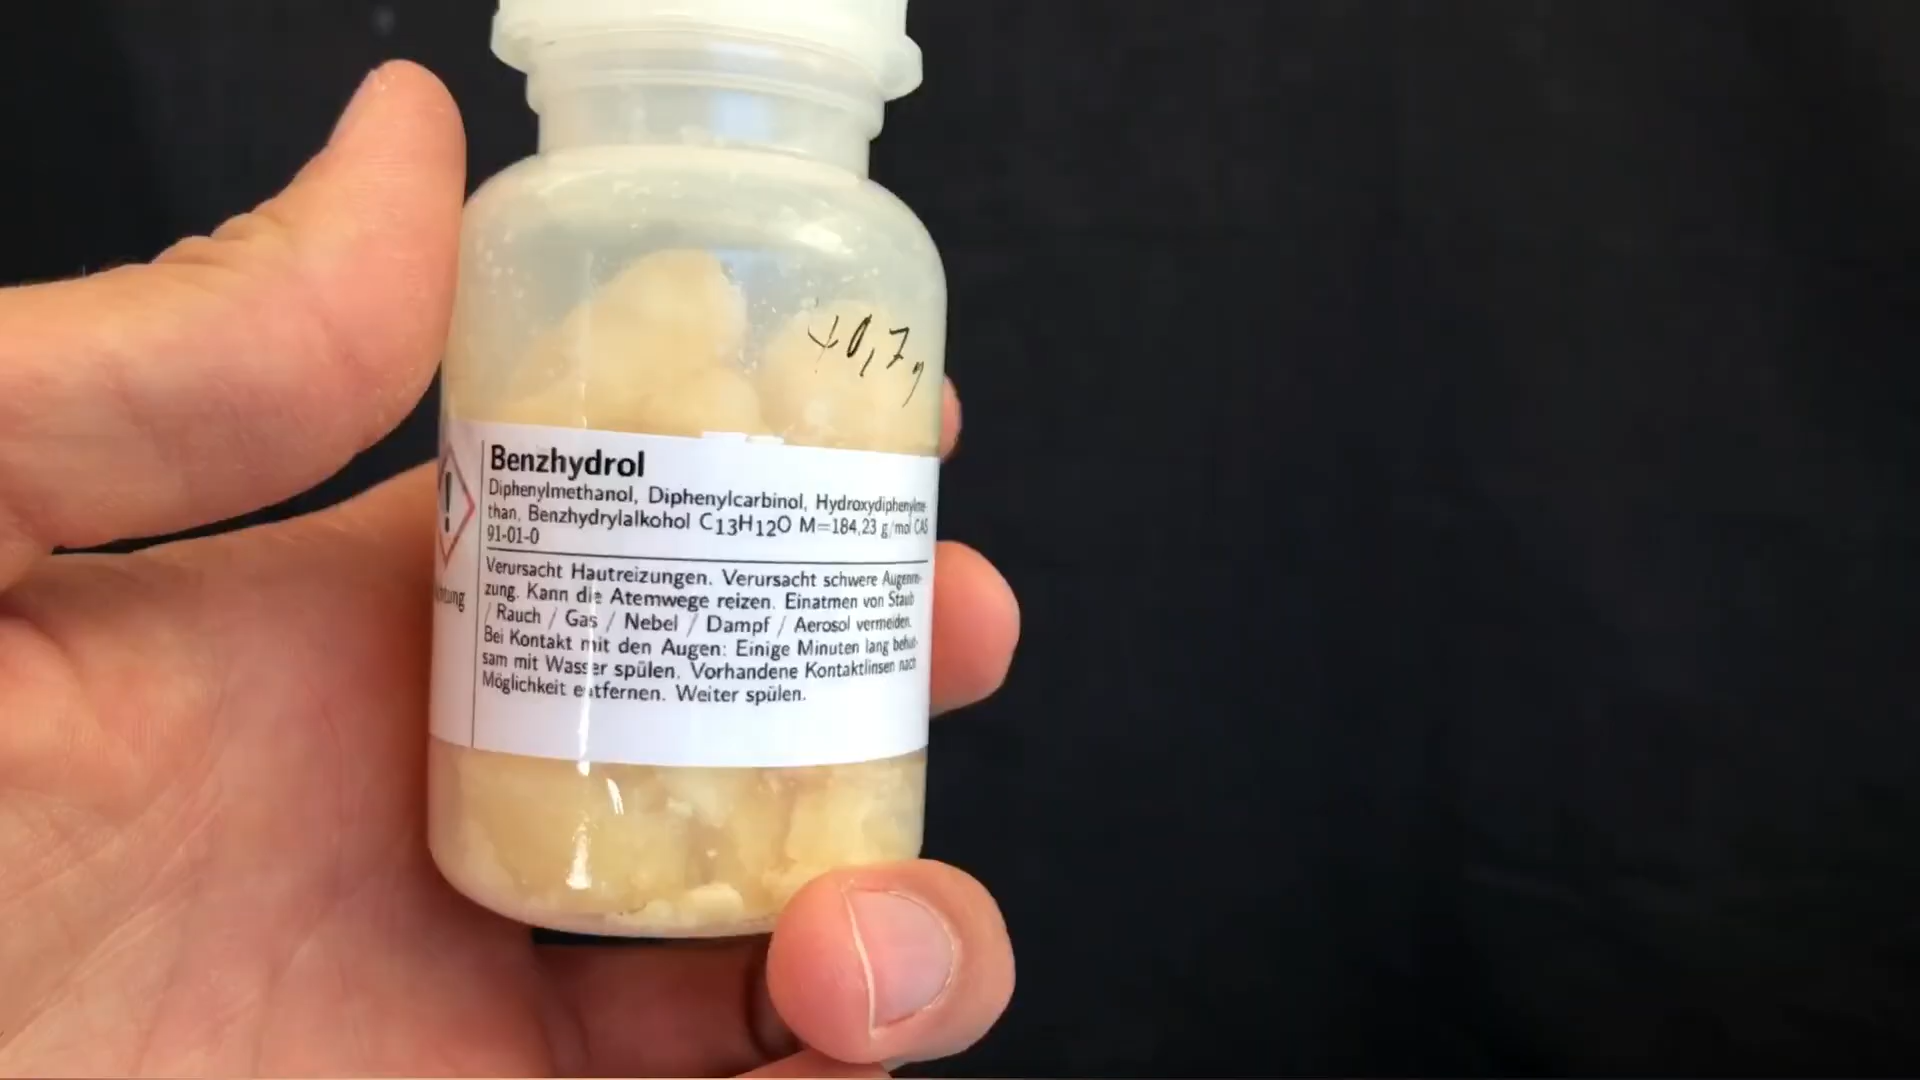 40,7g
Benzhydrol
Diphenylmethanol, Diphenylcarbinol, Hydroxydiphenylme
than, Benzhydrylalkohol C13H12O M=184,23 g/mol CAS
91-01-0
Verursacht Hautreizungen. Verursacht schwere Augenrei-
zung. Kann die Atemwege reizen. Einatmen von Staub
/ Rauch / Gas / Nebel / Dampf / Aerosol vermeiden.
Bei Kontakt mit den Augen: Einige Minuten lang behut-
sam mit Wasser spülen. Vorhandene Kontaktlinsen nach
Möglichkeit entfernen. Weiter spülen.